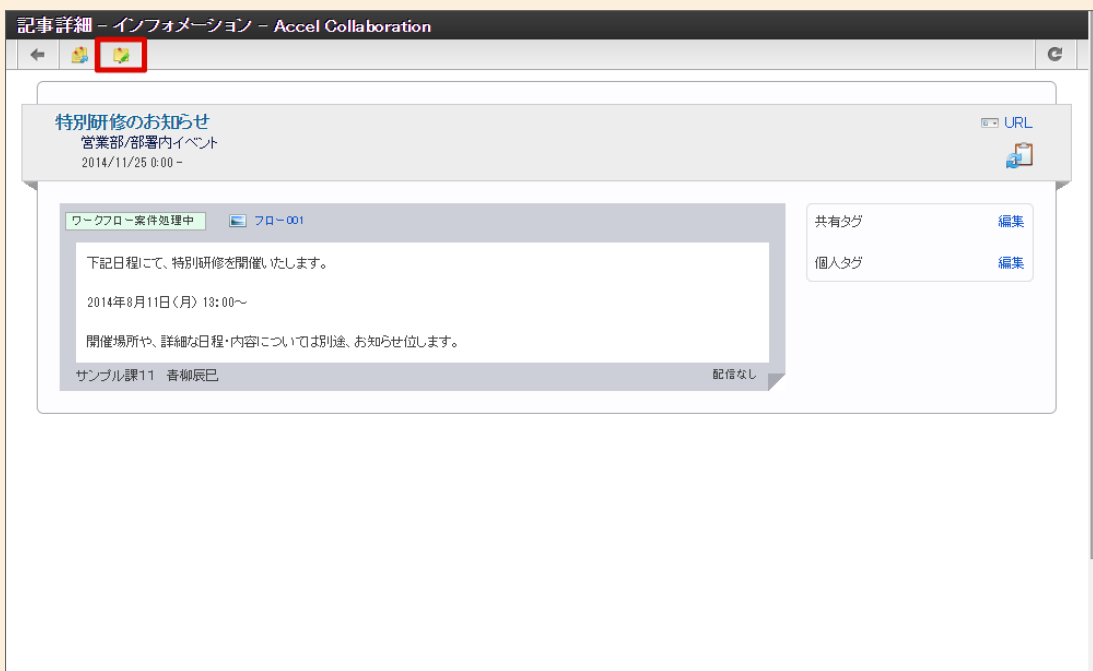 記事詳細 - インフォメーション - Accel Collaboration
特別研修のお知らせ
URL
営業部/部署内イベント
2014/11/25 0:00 -
ワークフロー案件処理中 フロー001
共有タグ 編集
下記日程にて、特別研修を開催いたします。
個人タグ 編集
2014年8月11日(月) 13:00～
開催場所や、詳細な日程・内容については別途、お知らせ位します。
サンプル課11 青柳辰巳
配信なし